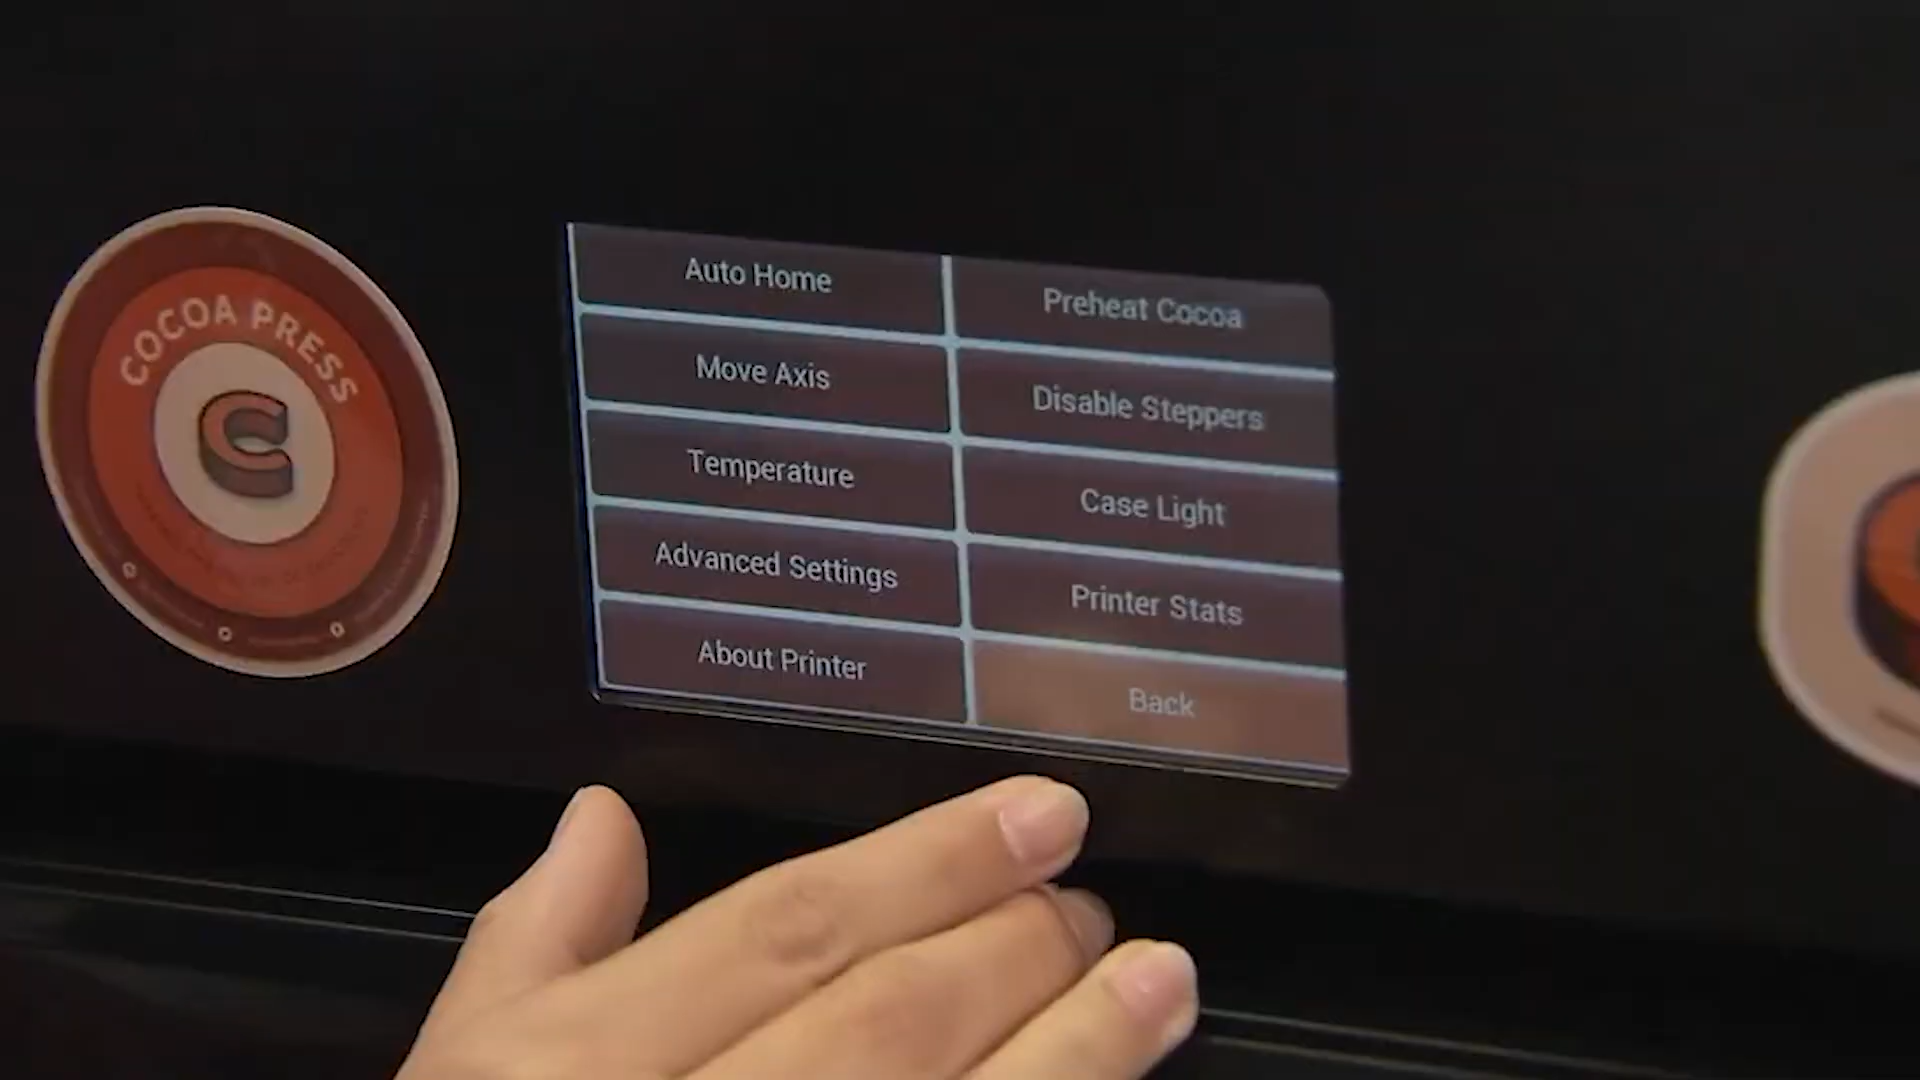 COCOA PRESS
Auto Home
Preheat Cocoa
Move Axis
Disable Steppers
Temperature
Case Light
Advanced Settings
Printer Stats
About Printer
Back